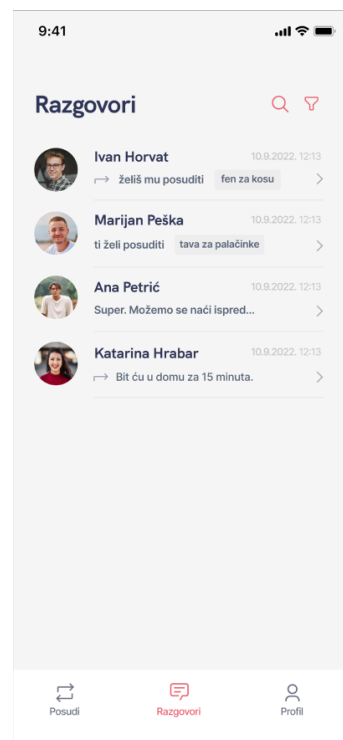 9:41
Razgovori
Ivan Horvat 10.9.2022. 12:13
želiš mu posuditi fen za kosu
Marijan Peška 10.9.2022. 12:13
ti želi posuditi tava za palačinke
Ana Petrić 10.9.2022. 12:13
Super. Možemo se naći ispred...
Katarina Hrabar 10.9.2022. 12:13
Bit ću u domu za 15 minuta.
Posudi Razgovori Profil